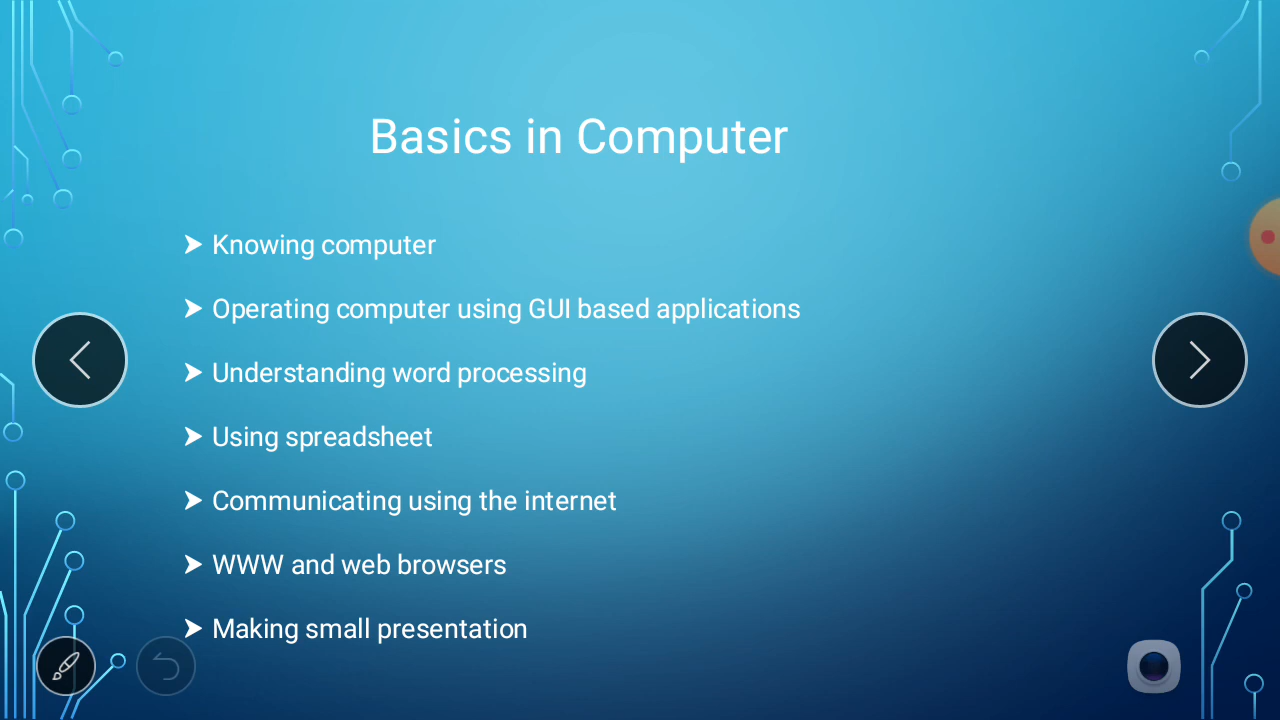 Basics in Computer
Knowing computer
Operating computer using GUI based applications
Understanding word processing
Using spreadsheet
Communicating using the internet
WWW and web browsers
Making small presentation